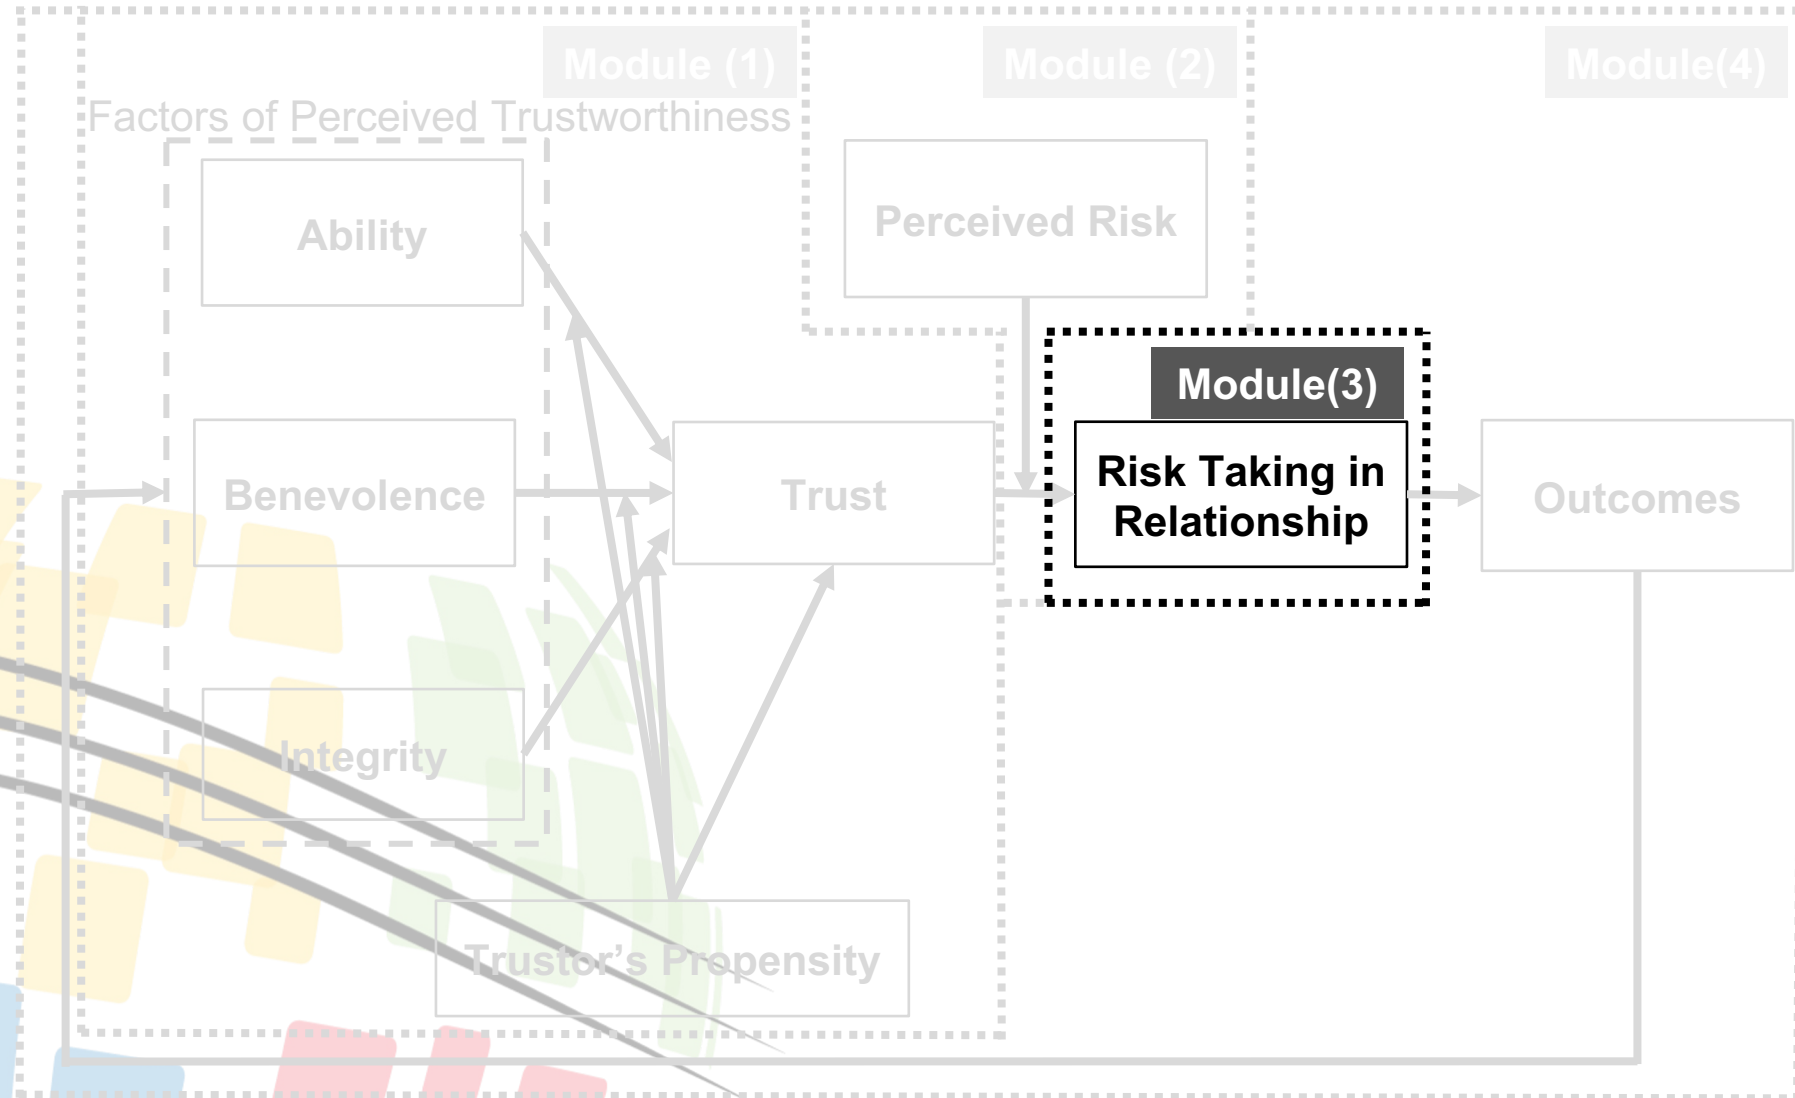 Module (1)
Module (2)
Module(4)
Factors of Perceived Trustworthiness
Ability
Perceived Risk
Module(3)
Benevolence
Trust
Risk Taking in
Relationship
Outcomes
Integrity
Trustor’s Propensity